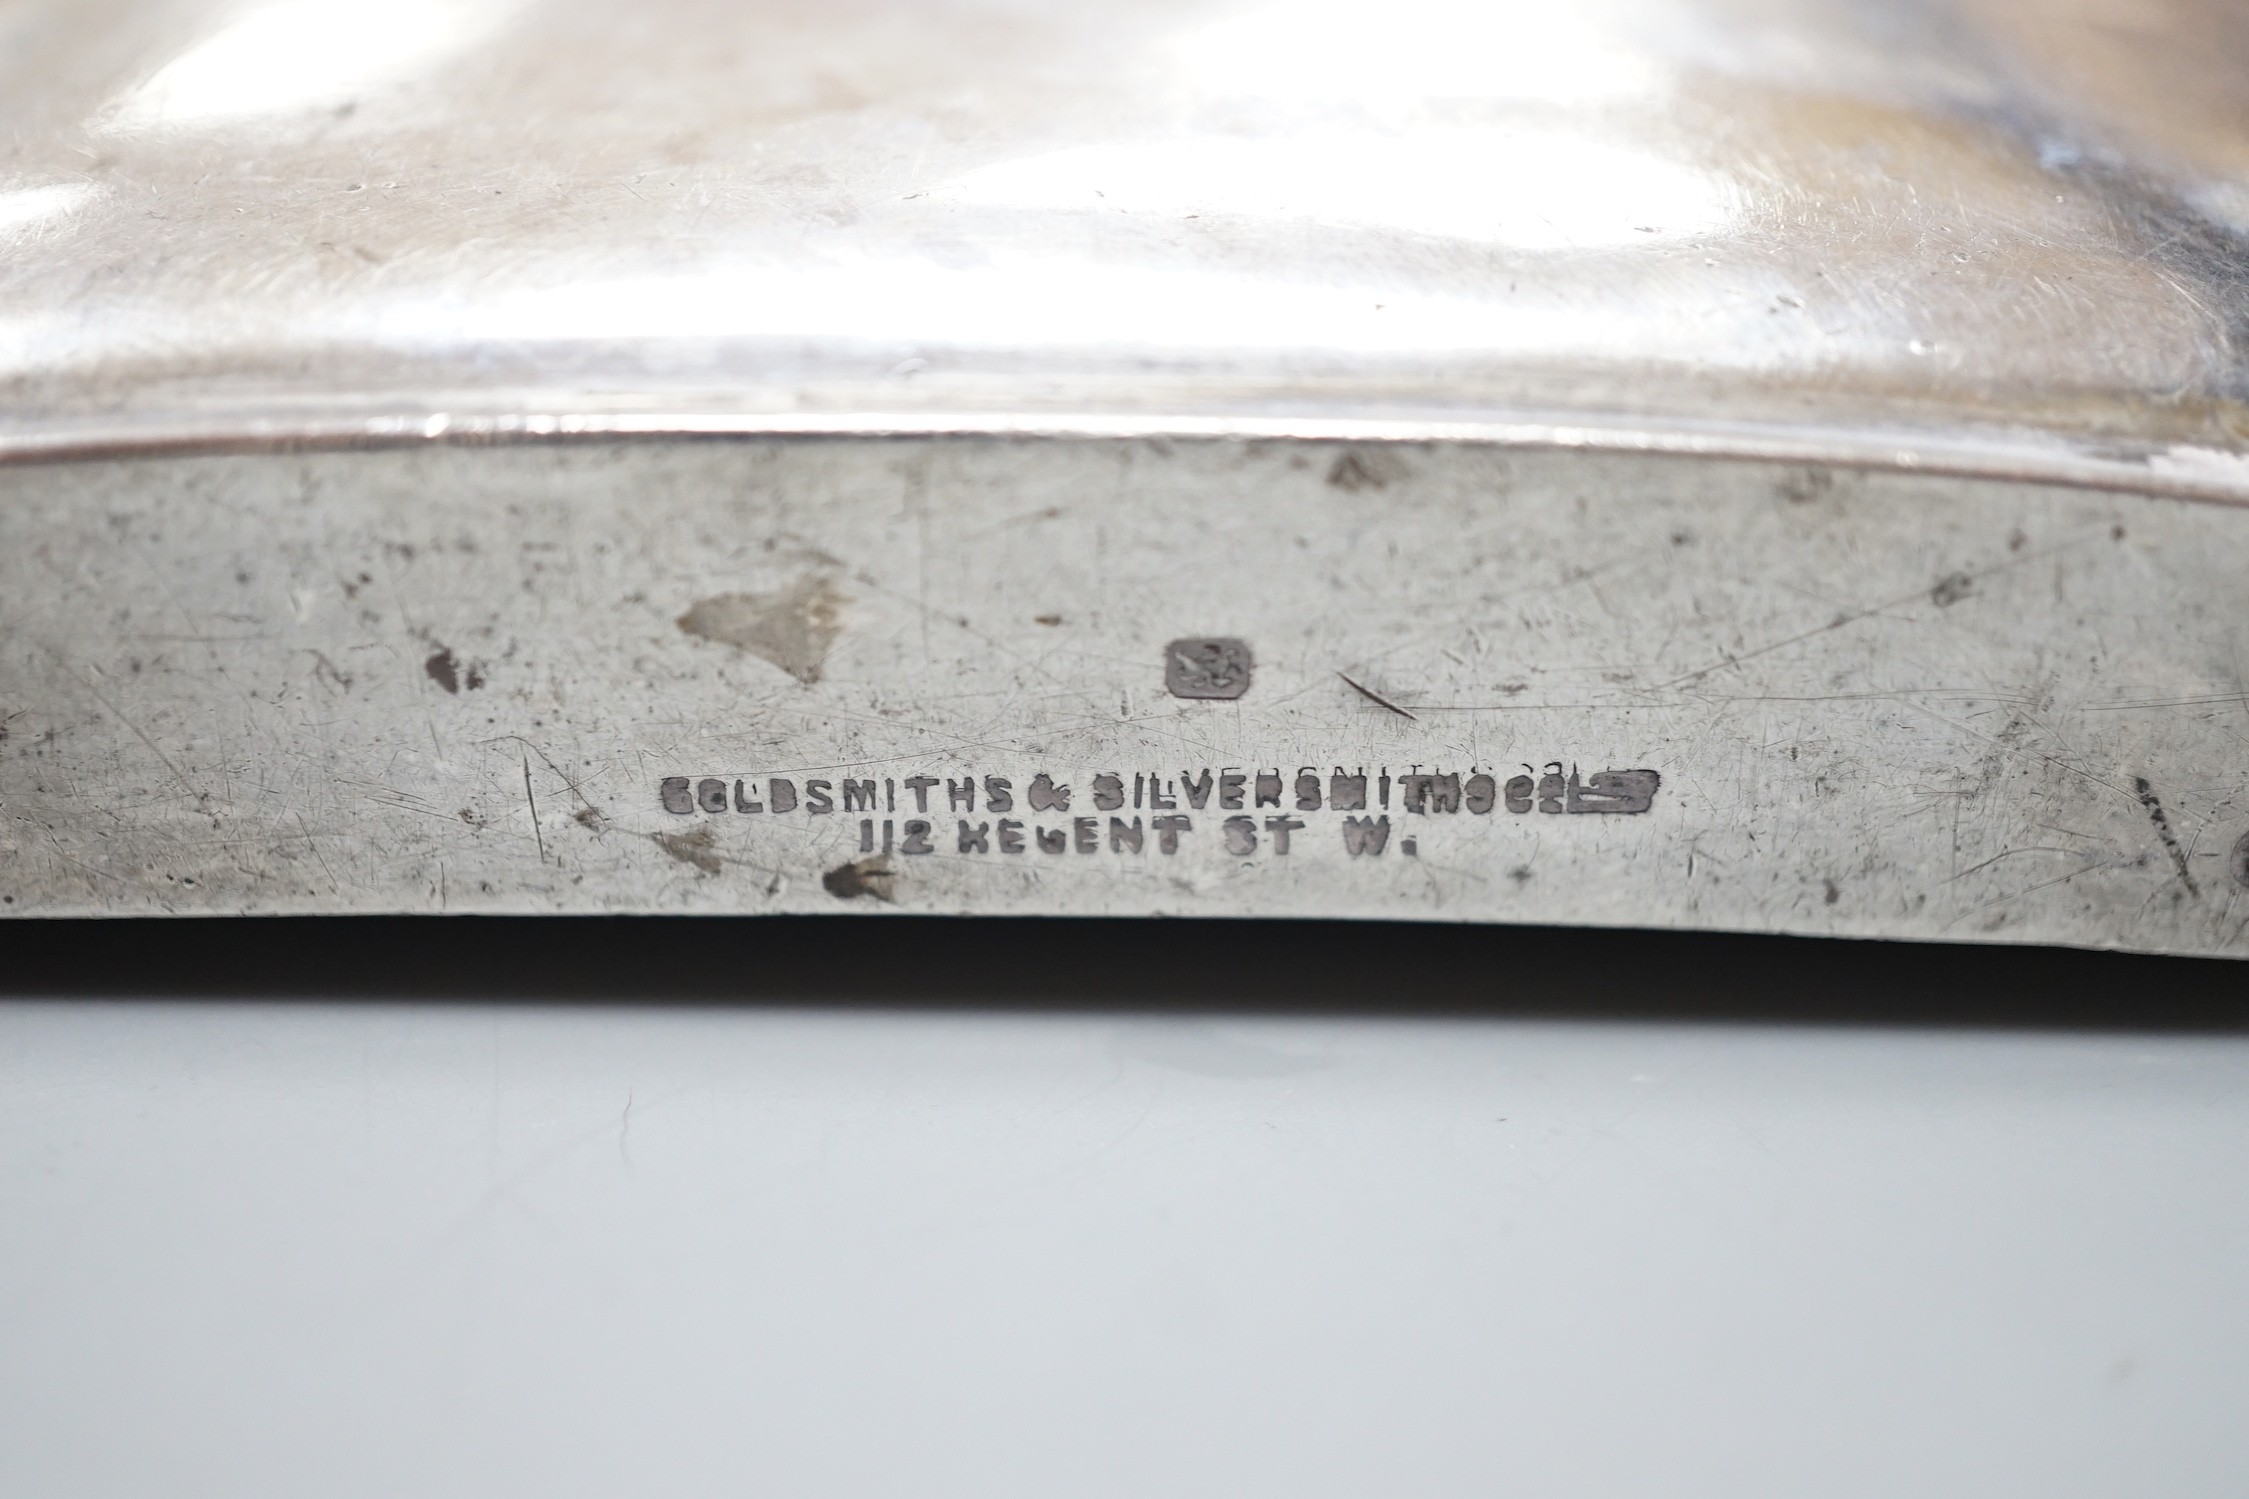 GOLDSMITHS & SILVERSMITHS CO
112 REGENT ST W.